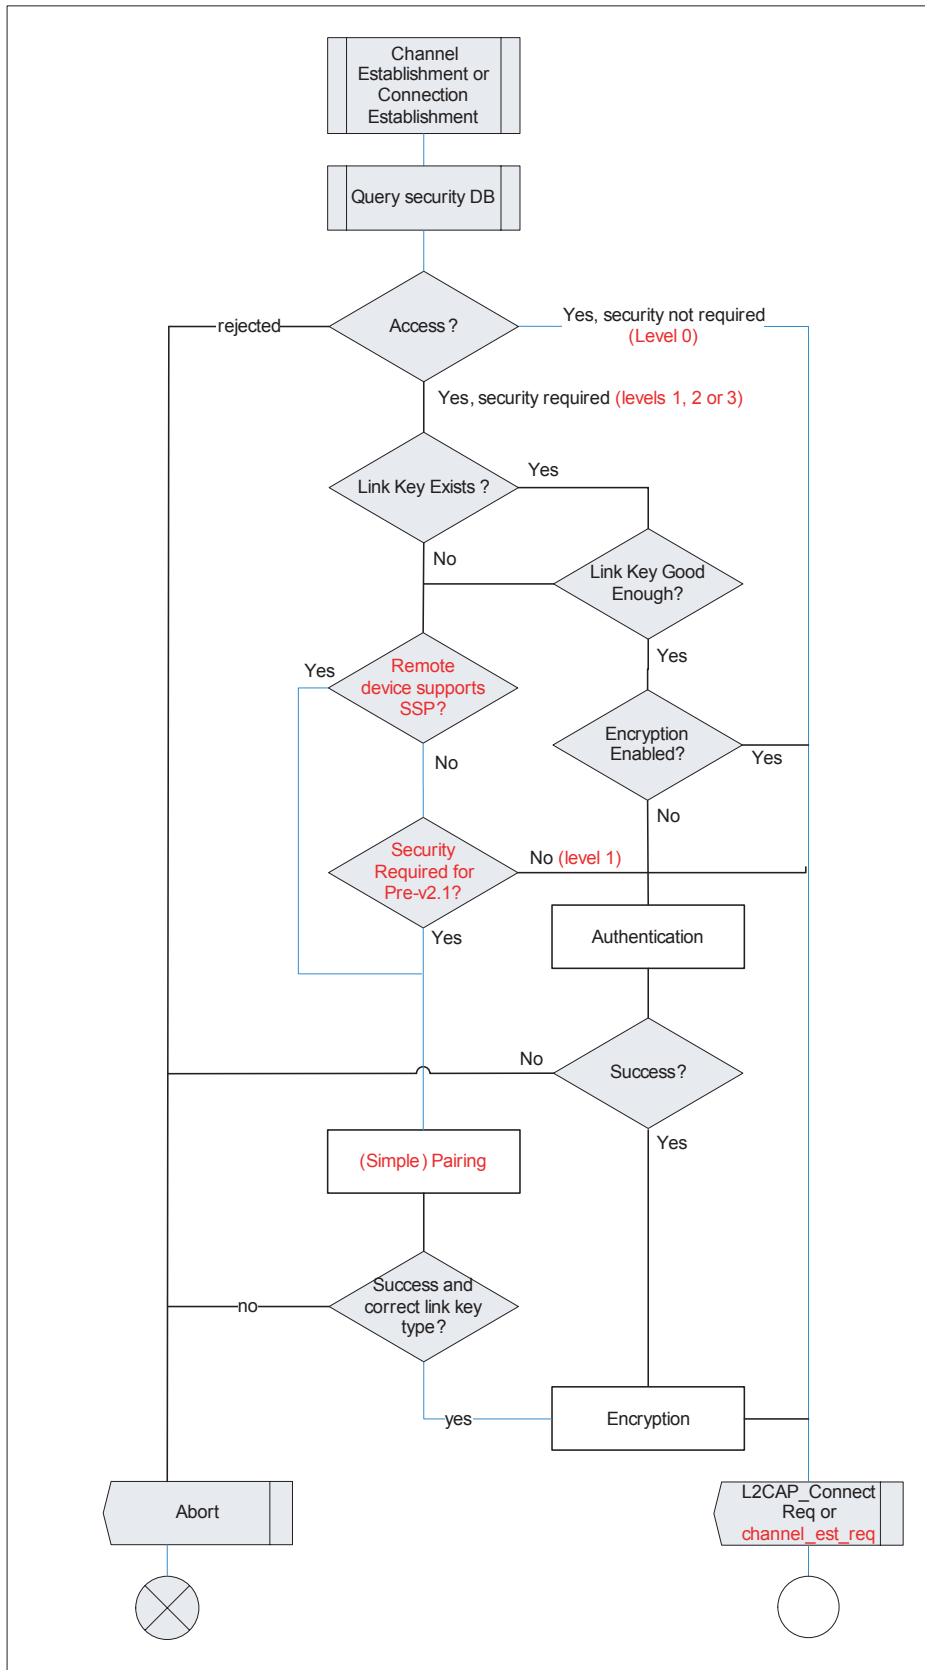 Channel
Establishment or
Connection
Establishment
Query security DB
Access?
rejected
Yes, security not required
(Level 0)
Yes, security required (levels 1, 2 or 3)
Link Key Exists ?
Yes
No
Link Key Good
Enough?
Yes
Remote
device supports
SSP?
Yes
No
Encryption
Enabled?
Yes
No
Security
Required for
Pre-v2.1?
No (level 1)
Yes
Authentication
Success?
No
Yes
(Simple) Pairing
Success and
correct link key
type?
no
yes
Encryption
Abort
L2CAP_Connect
Req or
channel_est_req